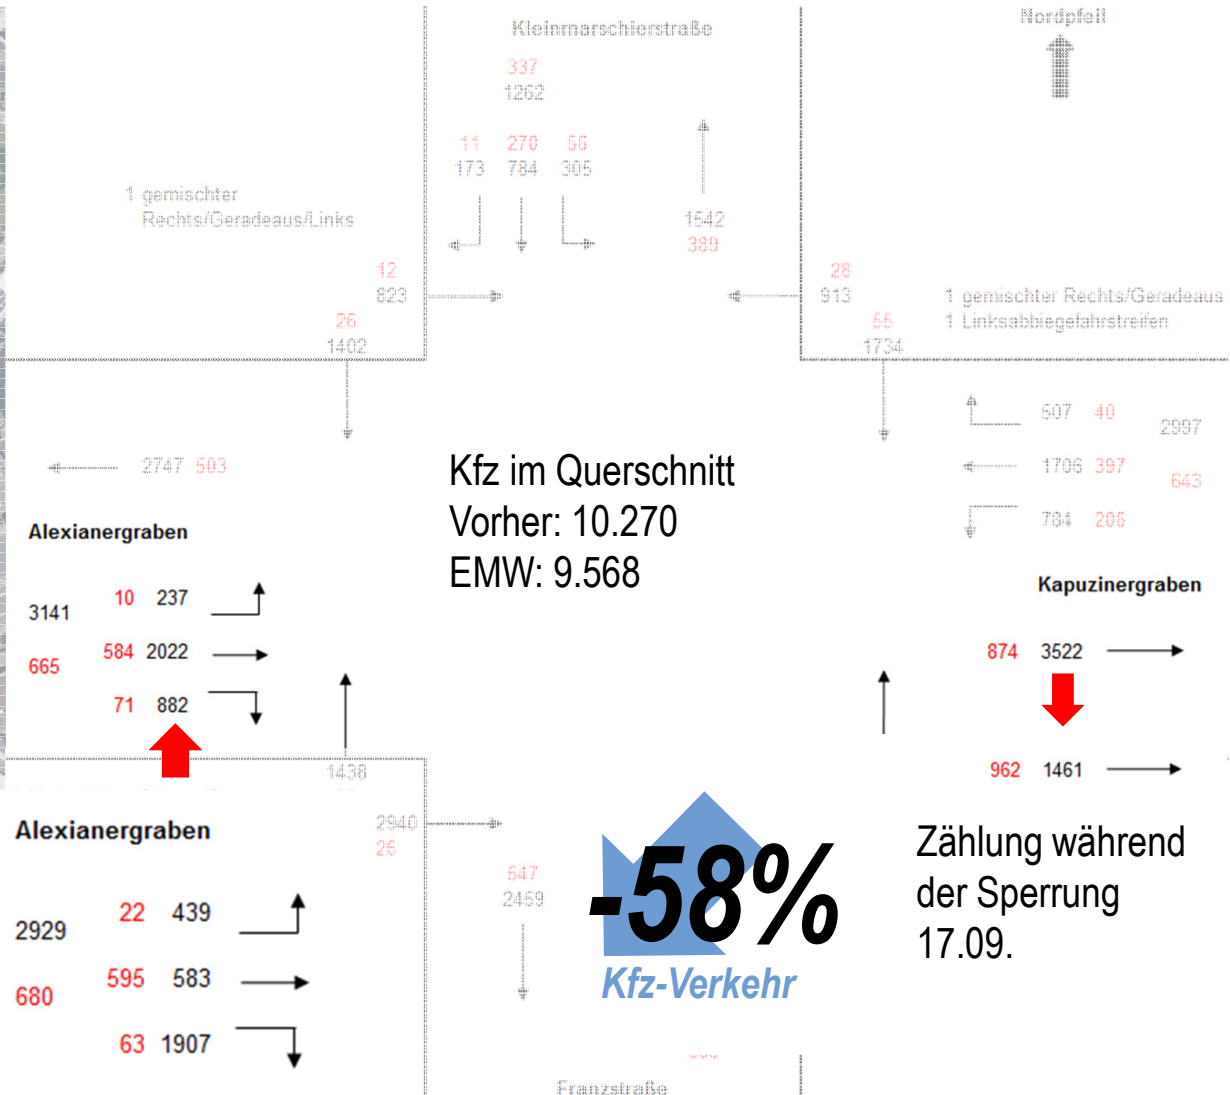 Kleinmarschierstraße
Nordpfeil
337
1262
11 270 56
173 784 305
1 gemischter
Rechts/Geradeaus/Links
1542
389
12
823
26
1402
28
913
1 gemischter Rechts/Geradeaus
1 Linksabbiegefahrstreifen
55
1734
507 40
2997
2747 503
1706 397
643
784 206
Kfz im Querschnitt
Vorher: 10.270
EMW: 9.568
Alexianergraben
10 237
3141
584 2022
665
71 882
Kapuzinergraben
874 3522
962 1461
1438
Alexianergraben
2940
26
22 439
2929
595 583
680
63 1907
547
2459
-58%
Kfz-Verkehr
Zählung während
der Sperrung
17.09.
Franzstraße